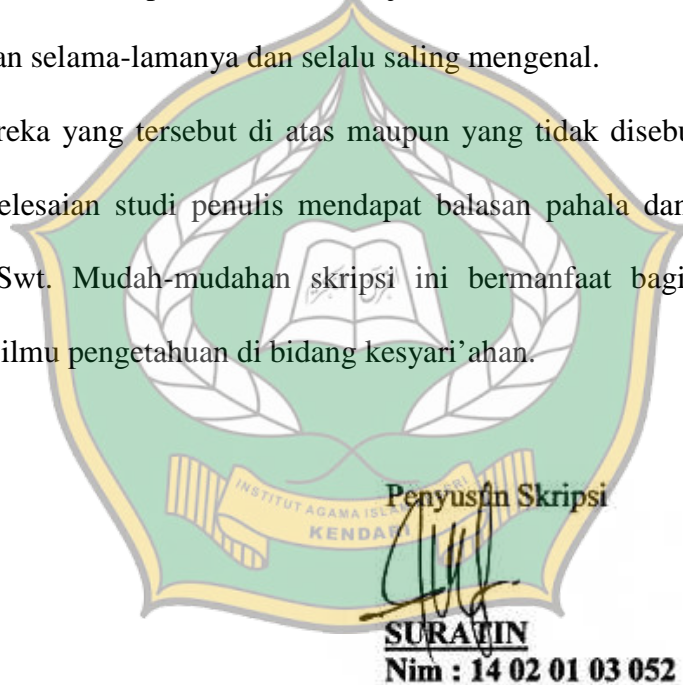 an selama-lamanya dan selalu saling mengenal.
reka yang tersebut di atas maupun yang tidak disebu
elesaian studi penulis mendapat balasan pahala dan
Swt. Mudah-mudahan skripsi ini bermanfaat bagi
ilmu pengetahuan di bidang kesyari’ahan.
INSTITUT AGAMA ISLAM NEGERI
KENDARI
Penyusun Skripsi
SURATIN
Nim : 14 02 01 03 052